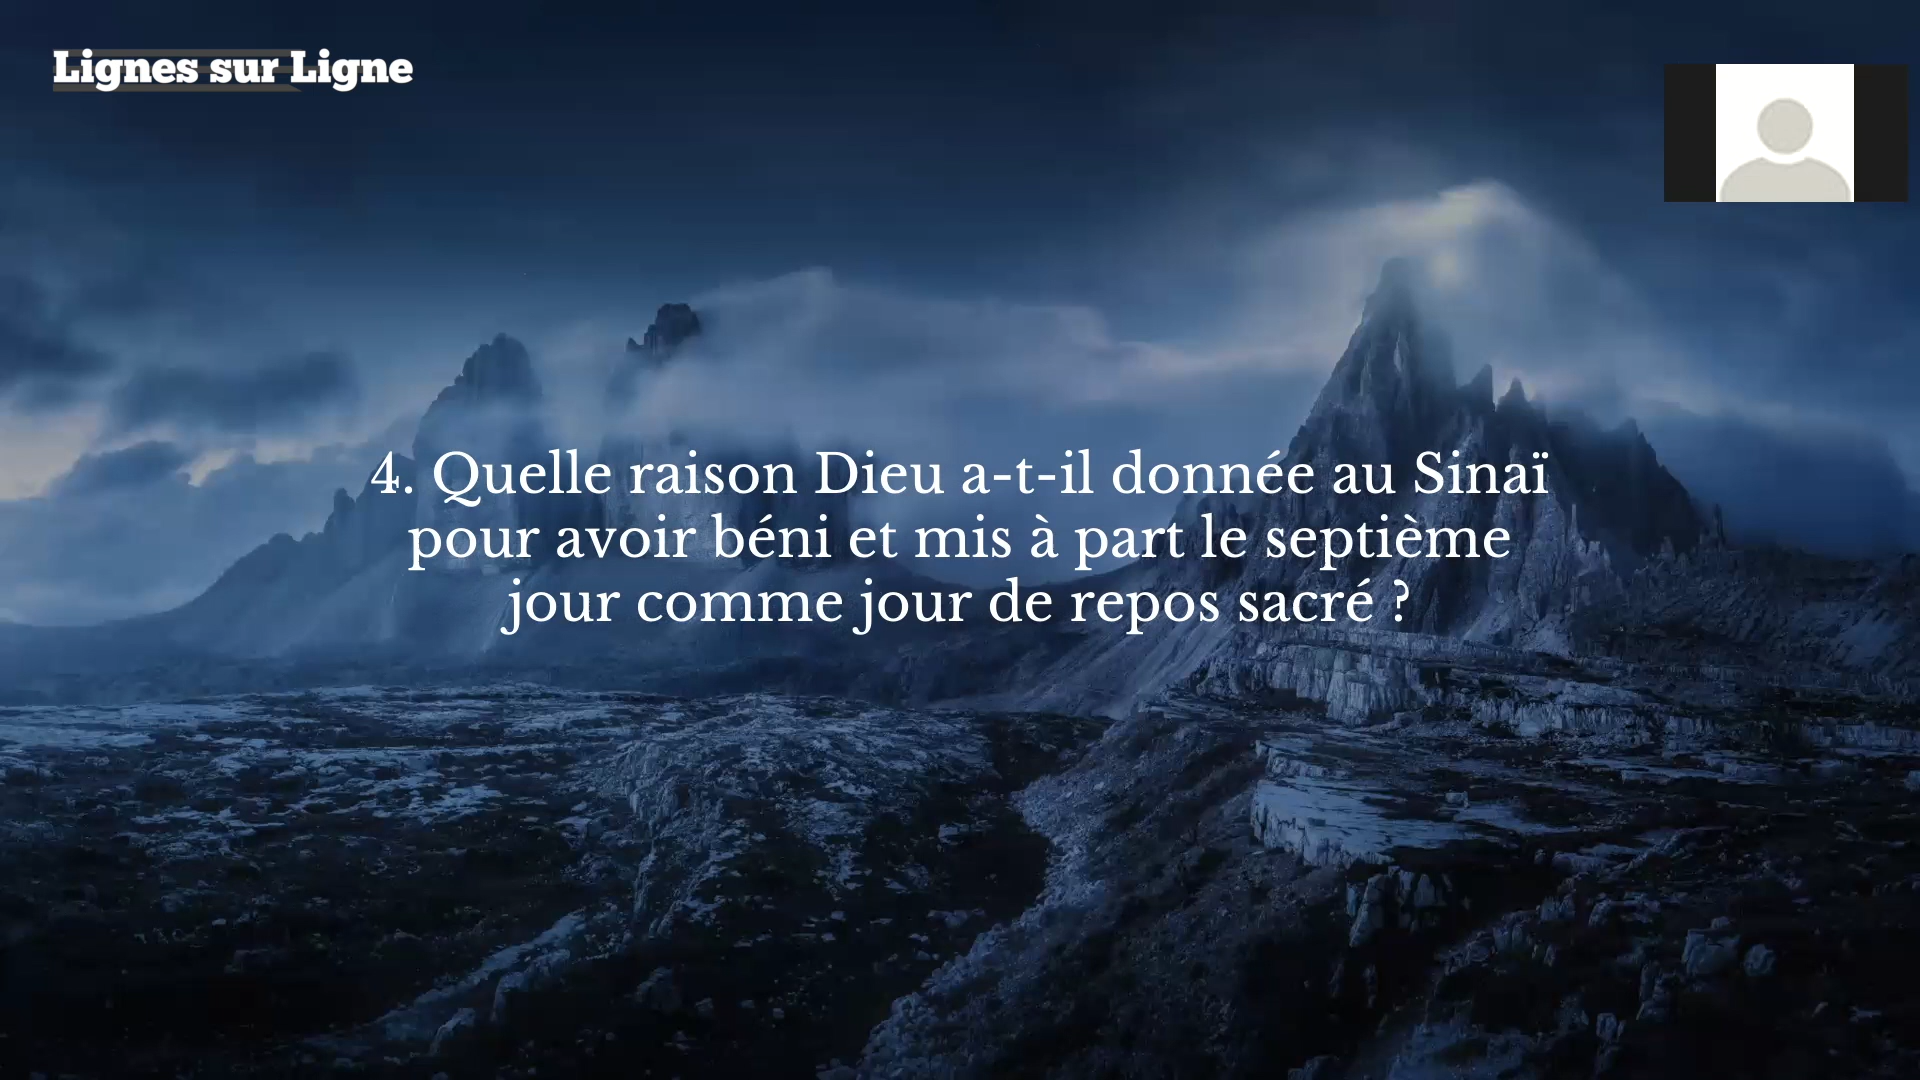 Lignes sur Ligne
4. Quelle raison Dieu a-t-il donnée au Sinaï
pour avoir béni et mis à part le septième
jour comme jour de repos sacré ?